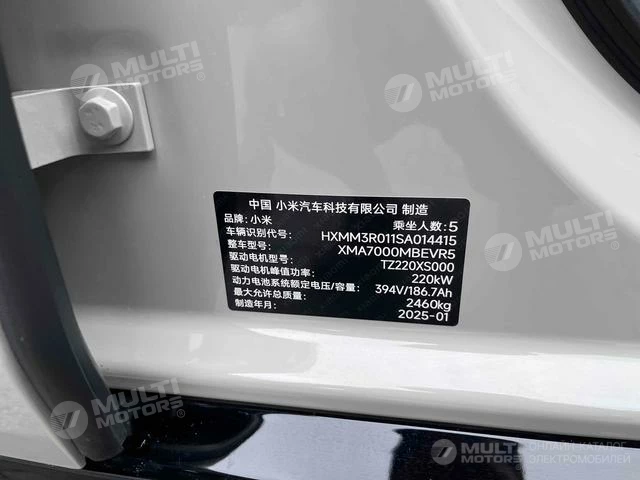 MULTI
MOTORS®
MULTI
MOTORS®
中国 小米汽车科技有限公司 制造
品牌: 小米 乘坐人数: 5
车辆识别代号: HXMM3R011SA014415
整车型号: XMA7000MBEVR5
驱动电机型号: TZ220XS000
驱动电机峰值功率: 220kW
动力电池系统额定电压/容量: 394V/186.7Ah
最大允许总质量: 2460kg
制造年月: 2025-01
MULTI
MOTORS®
MULTI ОНЛАЙН-КАТАЛОГ
MOTORS ЭЛЕКТРОМОБИЛЕЙ